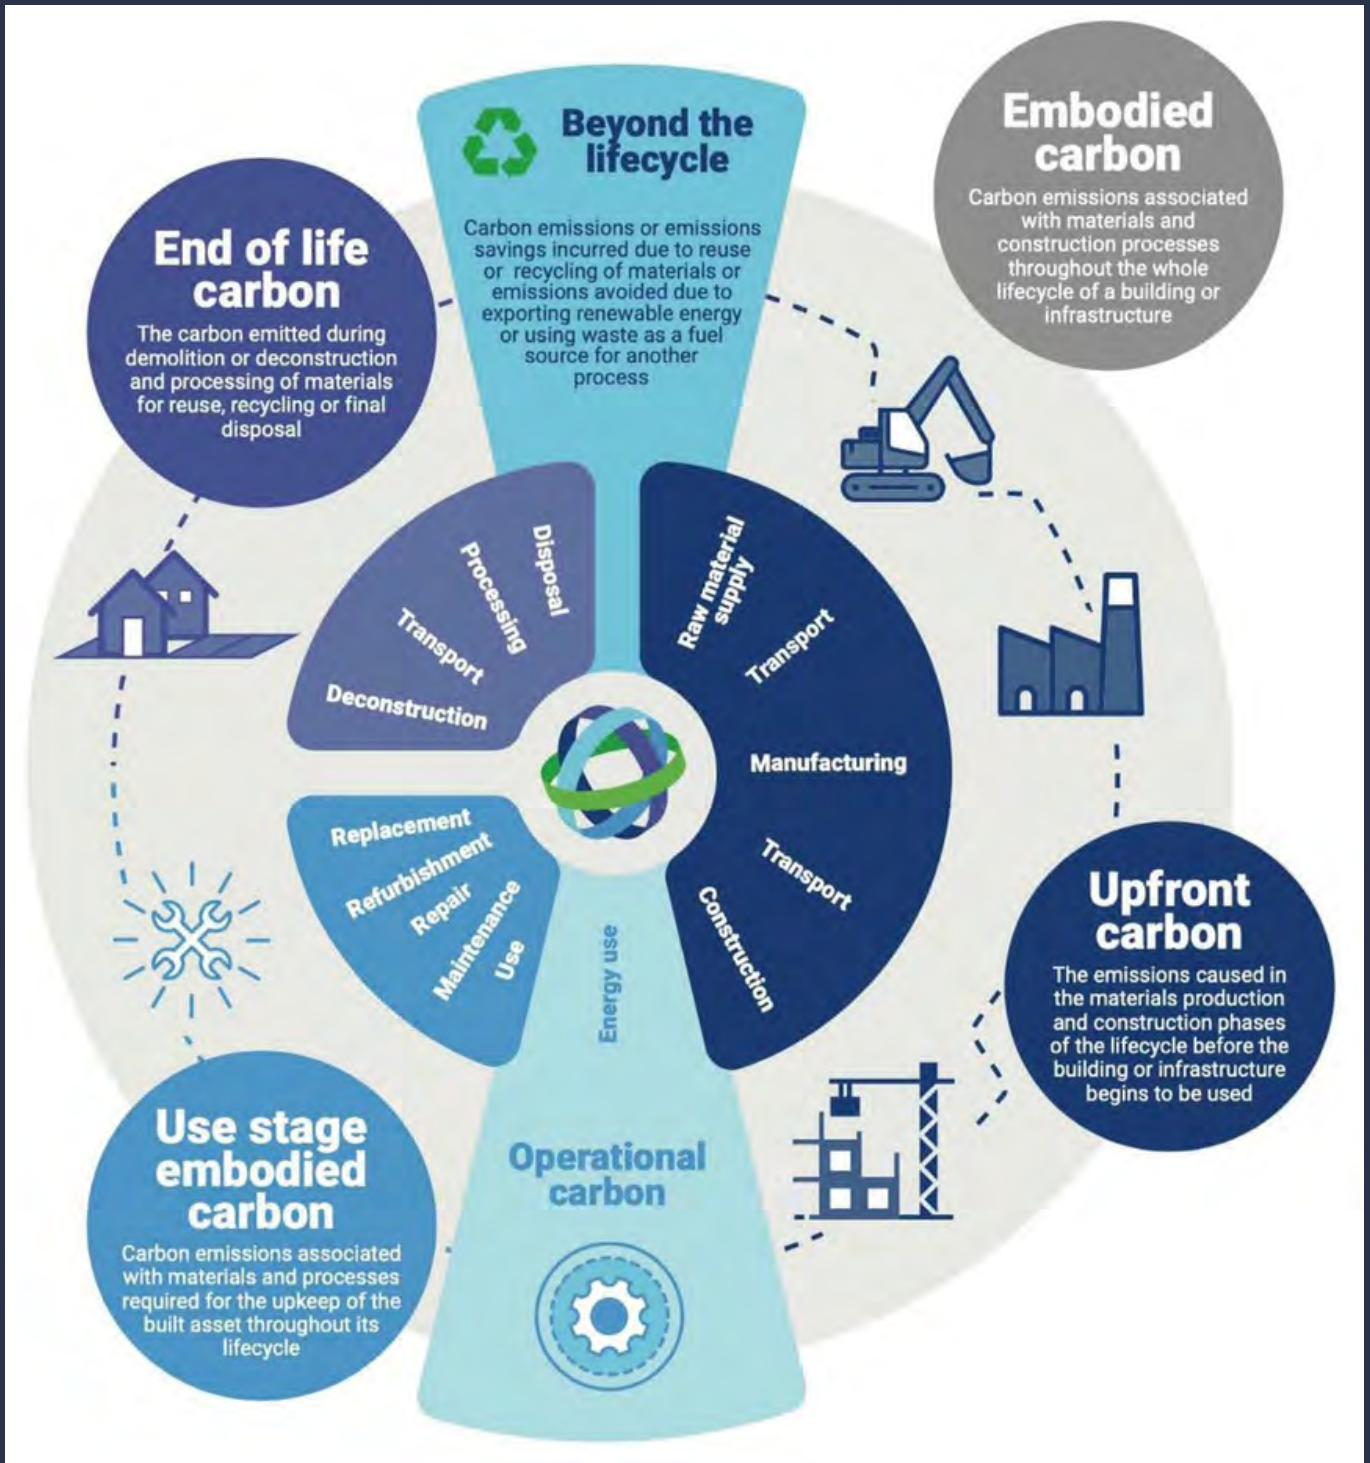 Beyond the
lifecycle
Carbon emissions or emissions
savings incurred due to reuse
or recycling of materials or
emissions avoided due to
exporting renewable energy
or using waste as a fuel
source for another
process
Embodied
carbon
Carbon emissions associated
with materials and
construction processes
throughout the whole
lifecycle of a building or
infrastructure
End of life
carbon
The carbon emitted during
demolition or deconstruction
and processing of materials
for reuse, recycling or final
disposal
Raw material
supply
Transport
Manufacturing
Transport
Construction
Upfront
carbon
The emissions caused in
the materials production
and construction phases
of the lifecycle before the
building or infrastructure
begins to be used
Energy use
Operational
carbon
Use
Maintenance
Repair
Refurbishment
Replacement
Use stage
embodied
carbon
Carbon emissions associated
with materials and processes
required for the upkeep of the
built asset throughout its
lifecycle
Deconstruction
Transport
Processing
Disposal